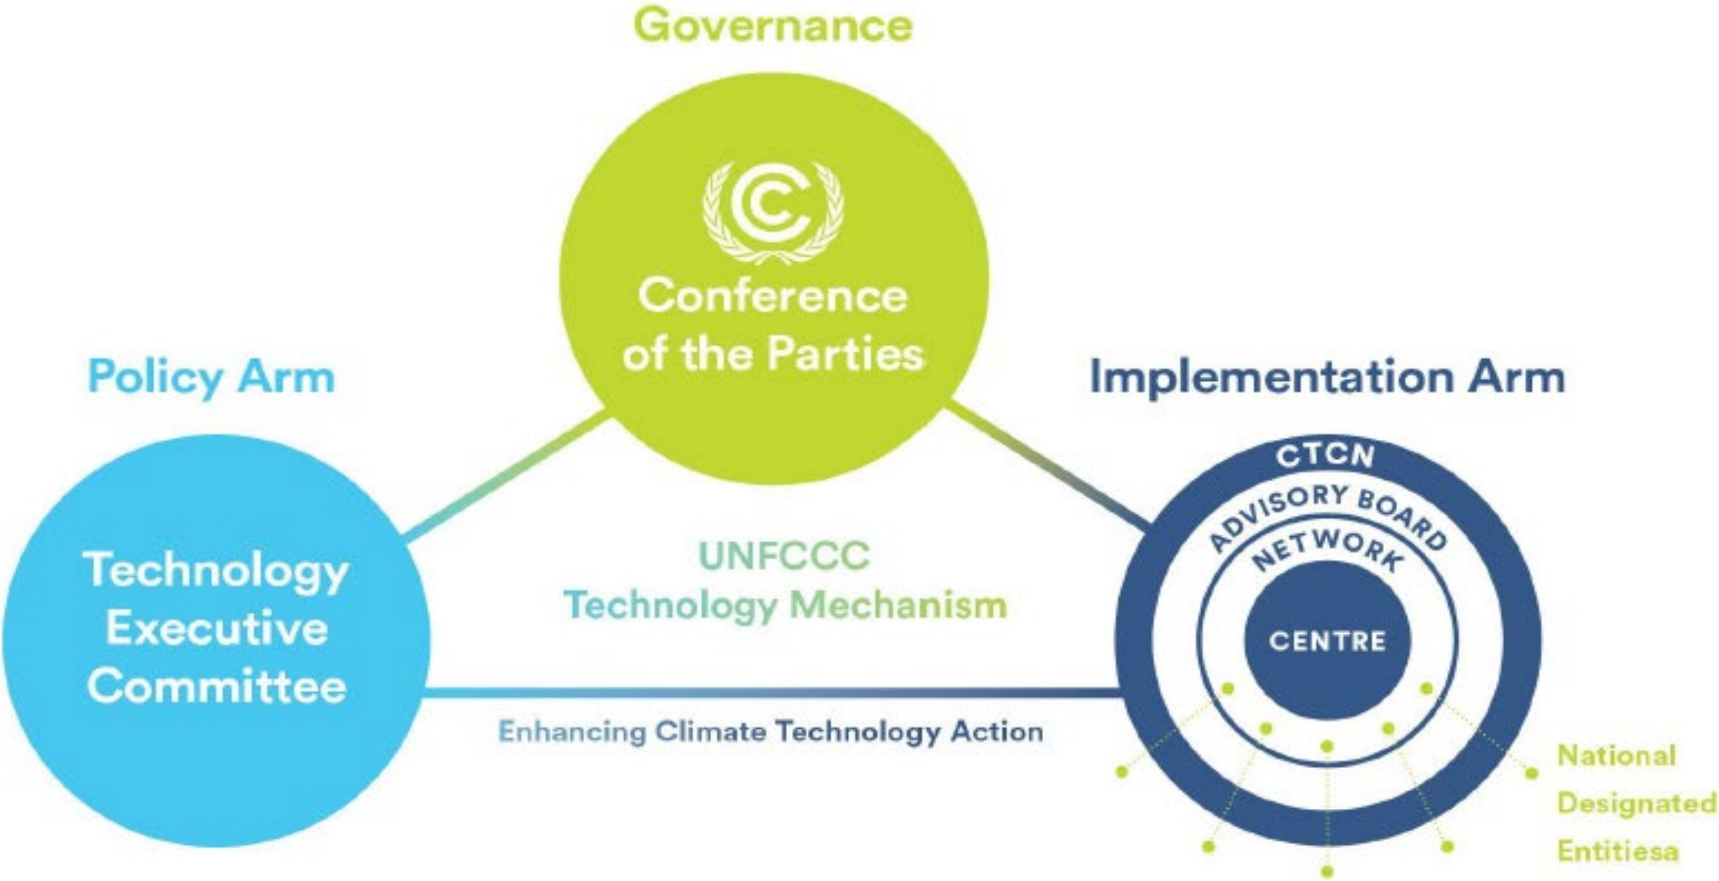 Governance
Conference
of the Parties
Policy Arm
Technology
Executive
Committee
Implementation Arm
CTCN
ADVISORY BOARD
NETWORK
CENTRE
UNFCCC
Technology Mechanism
Enhancing Climate Technology Action
National
Designated
Entitiesa